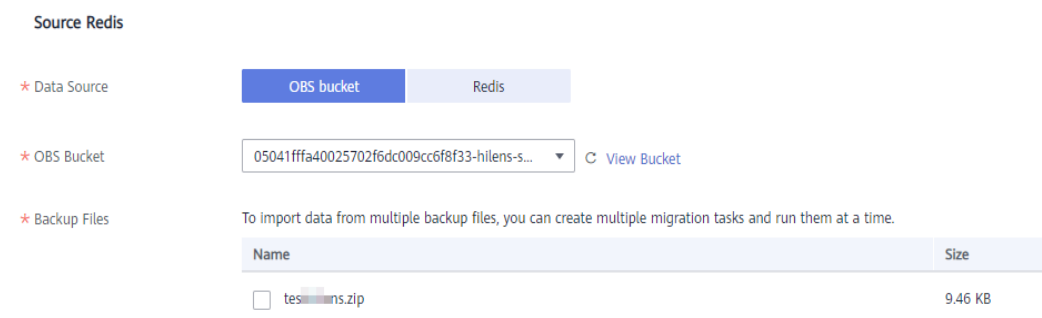 Source Redis
* Data Source OBS bucket Redis
* OBS Bucket 05041fffa40025702f6dc009cc6f8f33-hilens-s... View Bucket
* Backup Files To import data from multiple backup files, you can create multiple migration tasks and run them at a time.
Name Size
9.46 KB